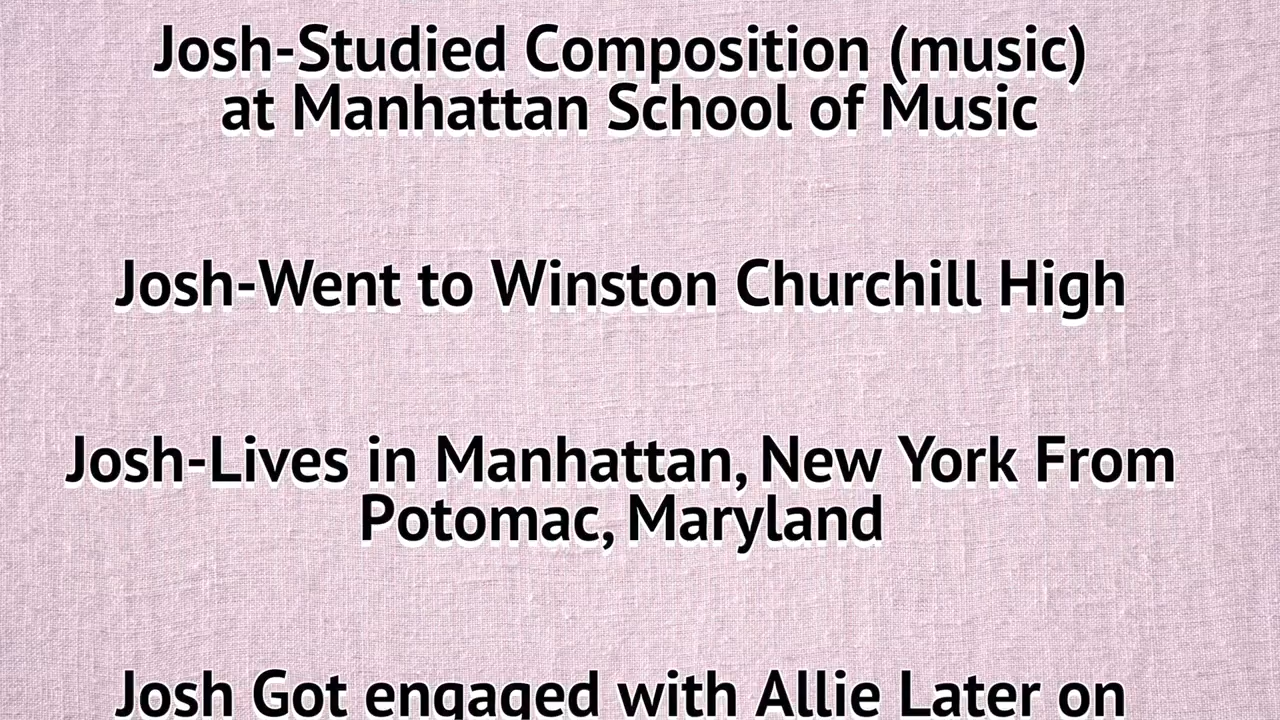 Josh-Studied Composition (music)
at Manhattan School of Music
Josh-Went to Winston Churchill High
Josh-Lives in Manhattan, New York From
Potomac, Maryland
Josh Got engaged with Allie Later on